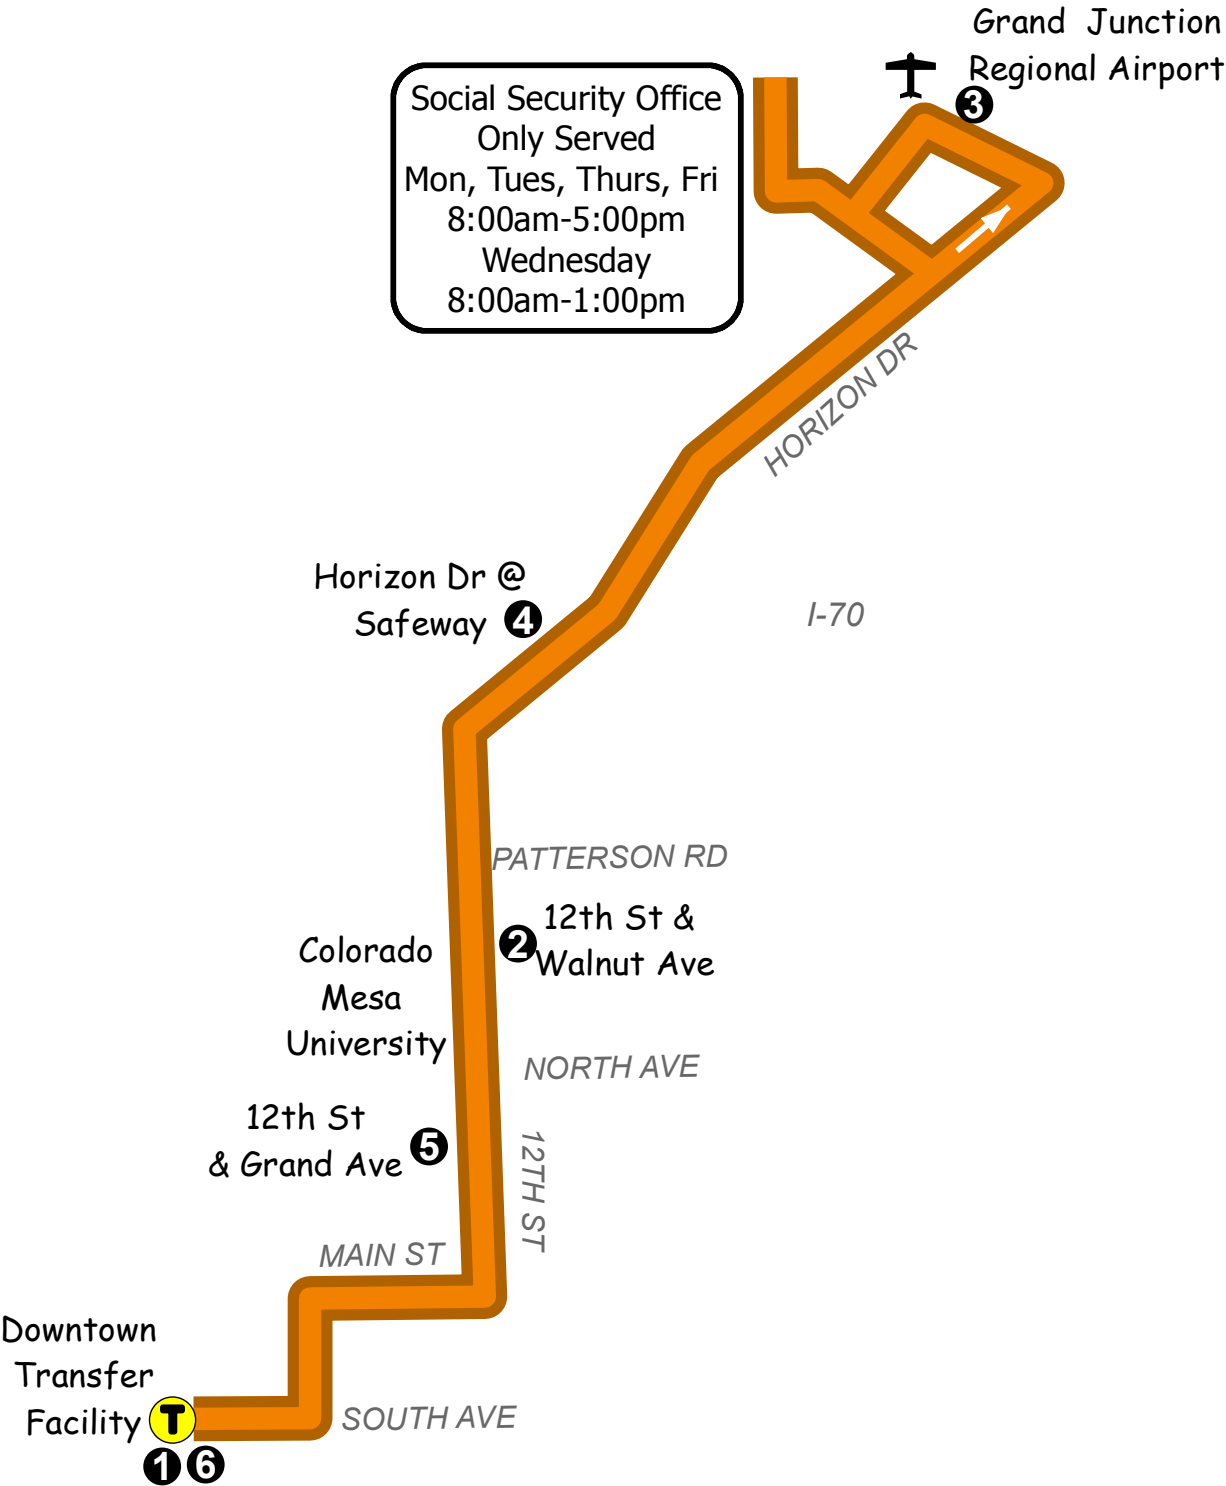 Grand Junction
Regional Airport
3
Social Security Office
Only Served
Mon, Tues, Thurs, Fri
8:00am-5:00pm
Wednesday
8:00am-1:00pm
HORIZON DR
Horizon Dr @
Safeway 4
I-70
PATTERSON RD
2 12th St &
Walnut Ave
Colorado
Mesa
University
NORTH AVE
12th St
& Grand Ave 5
12TH ST
MAIN ST
Downtown
Transfer
Facility T
SOUTH AVE
1 6